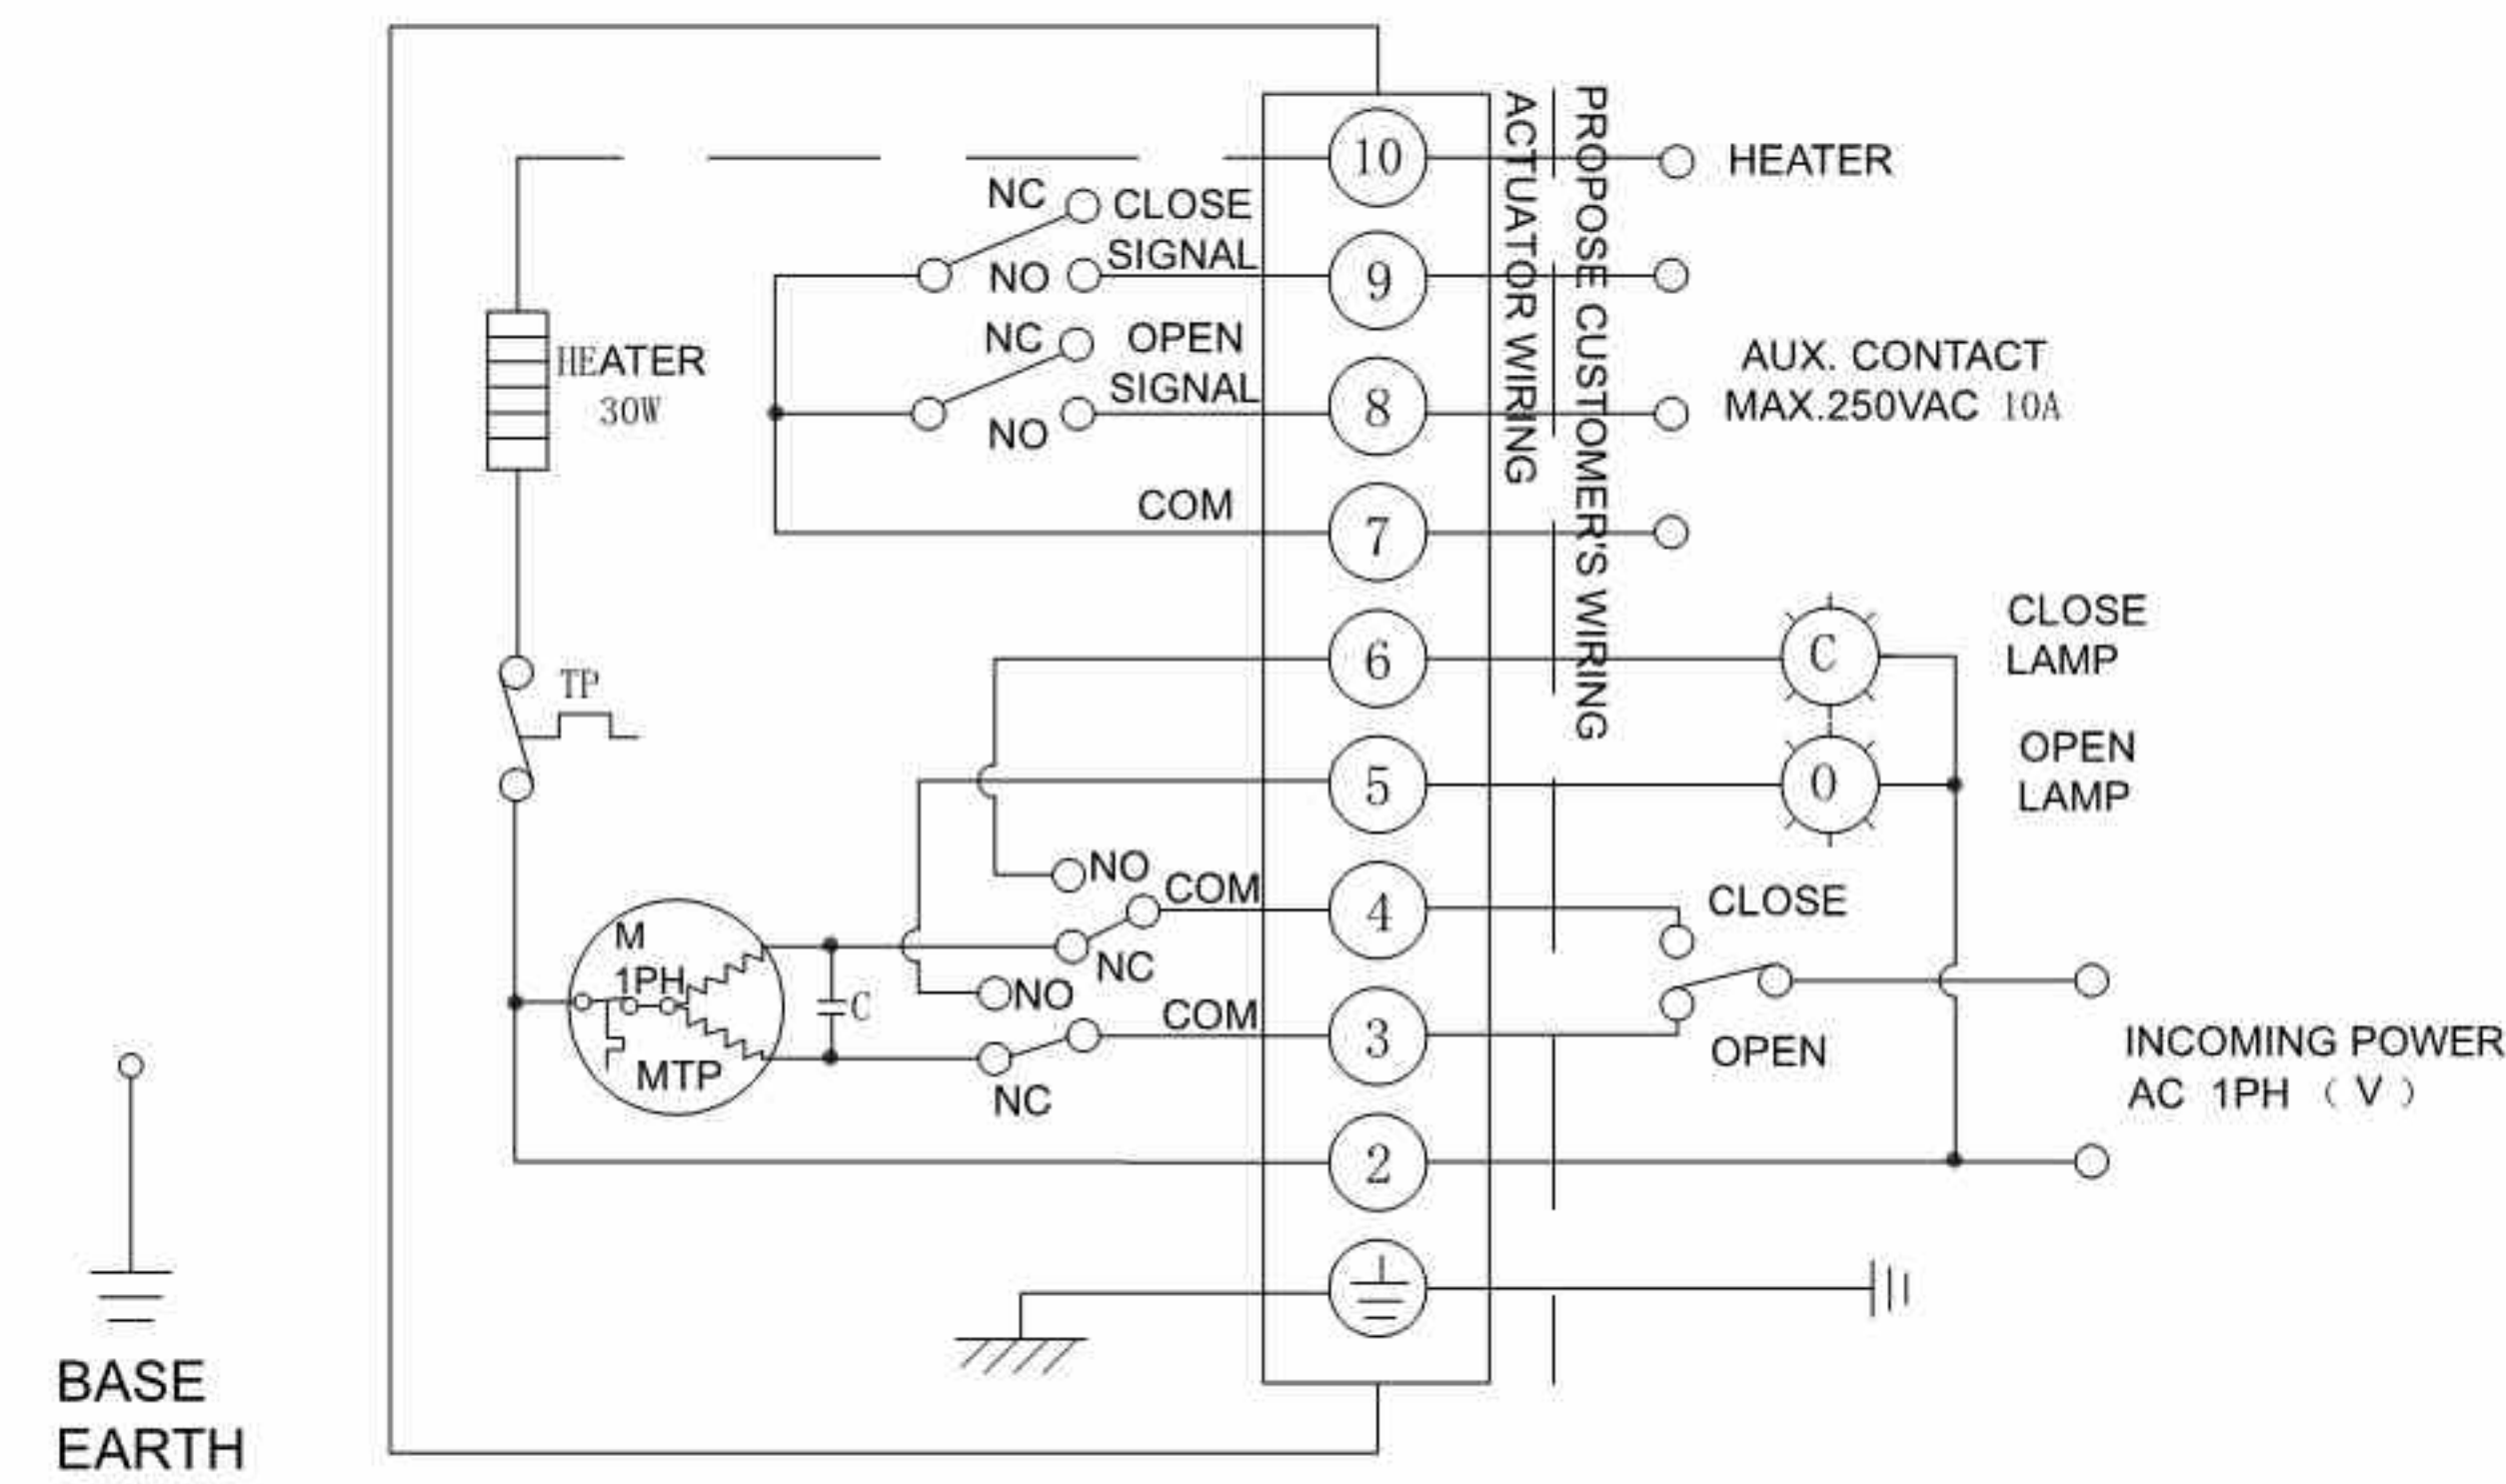 10
HEATER
NC
CLOSE
SIGNAL
NO
9
HEATER
30W
NC
OPEN
SIGNAL
NO
8
AUX. CONTACT
MAX.250VAC 10A
COM
7
ACTUATOR WIRING
PROPOSE CUSTOMER'S WIRING
TP
6
C
CLOSE
LAMP
5
O
OPEN
LAMP
NO
COM
4
CLOSE
NC
M
1PH
MTP
C
NO
COM
3
OPEN
NC
INCOMING POWER
AC 1PH ( V )
2
BASE
EARTH